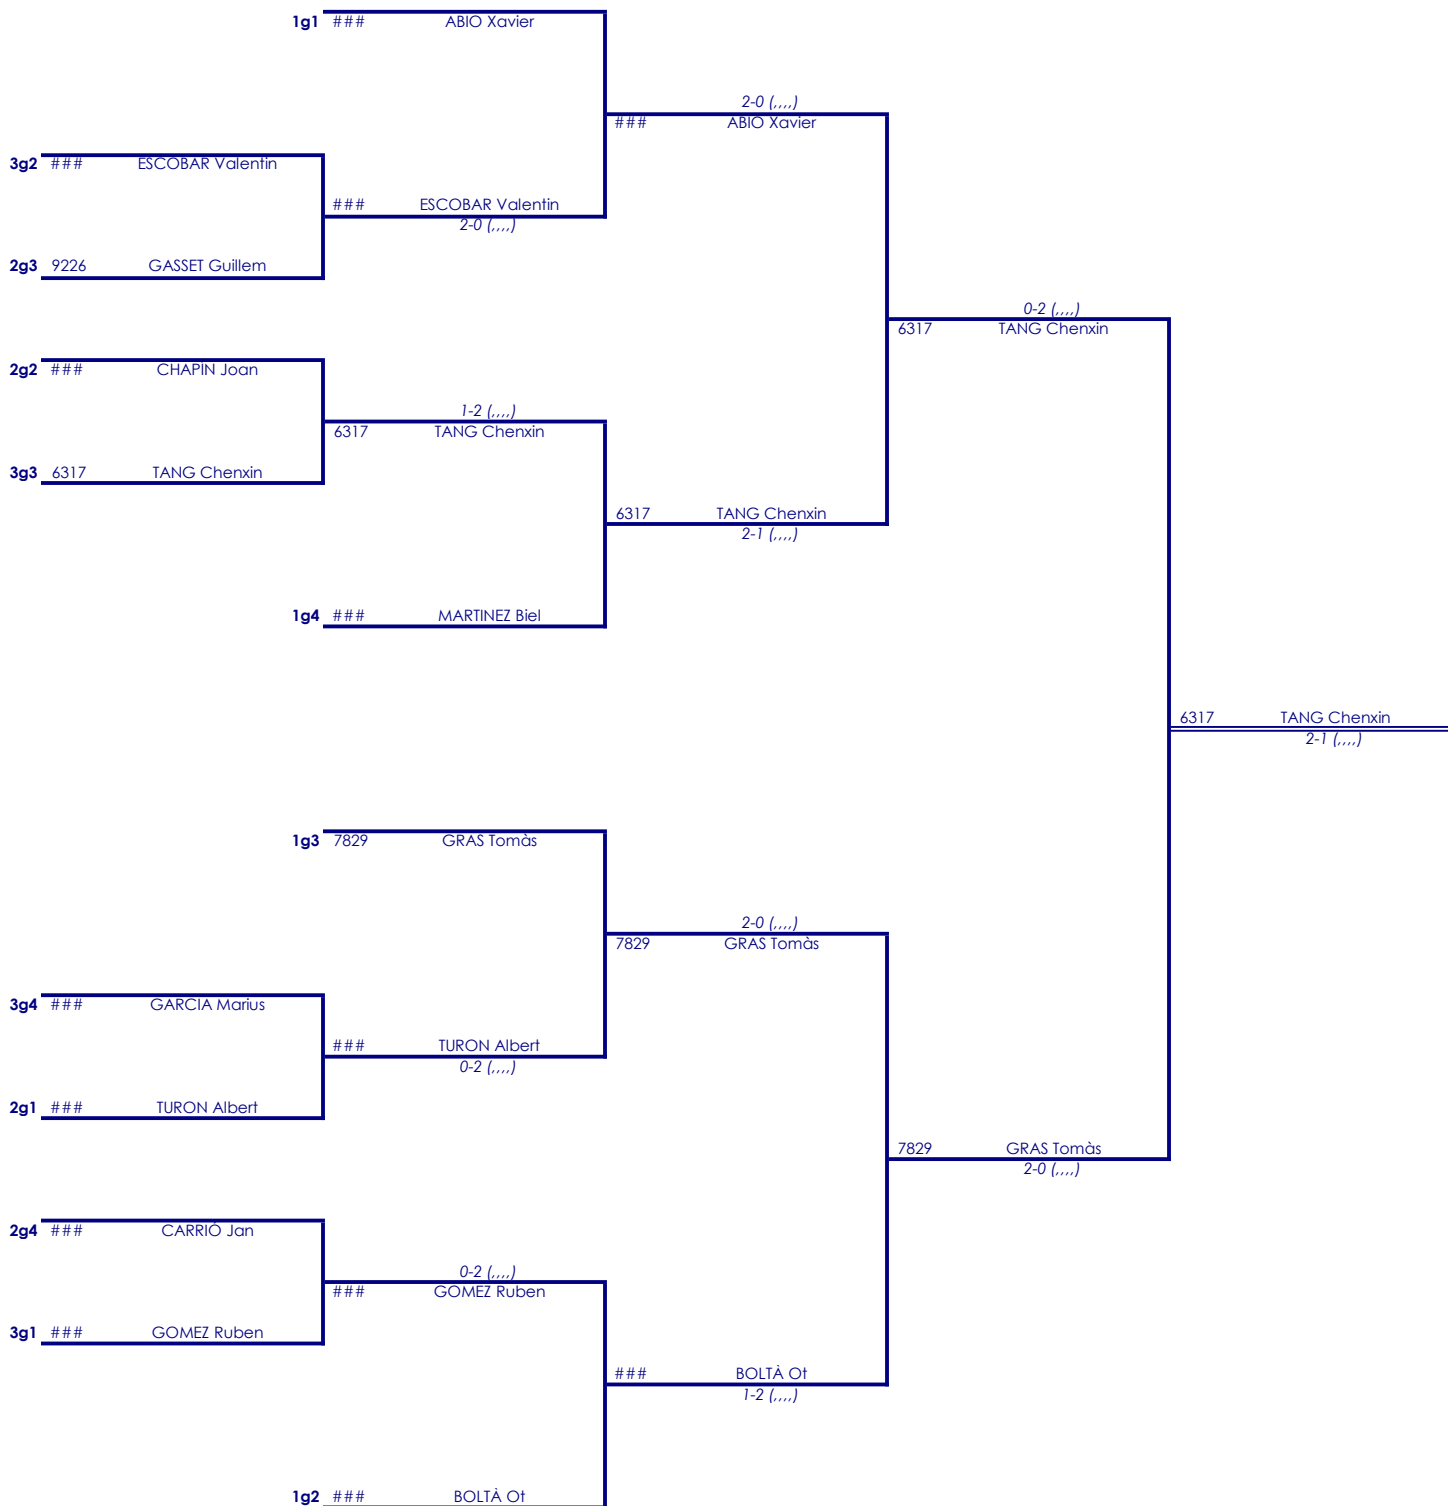 1g1 ### ABIO Xavier
2-0 (,,,,)
### ABIO Xavier
3g2 ### ESCOBAR Valentin
### ESCOBAR Valentin
2-0 (,,,,)
2g3 9226 GASSET Guillem
0-2 (,,,,)
6317 TANG Chenxin
2g2 ### CHAPÌN Joan
1-2 (,,,,)
6317 TANG Chenxin
3g3 6317 TANG Chenxin
6317 TANG Chenxin
2-1 (,,,,)
1g4 ### MARTINEZ Biel
6317 TANG Chenxin
2-1 (,,,,)
1g3 7829 GRAS Tomàs
2-0 (,,,,)
7829 GRAS Tomàs
3g4 ### GARCIA Marius
### TURON Albert
0-2 (,,,,)
2g1 ### TURON Albert
7829 GRAS Tomàs
2-0 (,,,,)
2g4 ### CARRIÓ Jan
0-2 (,,,,)
### GOMEZ Ruben
3g1 ### GOMEZ Ruben
### BOLTÀ Ot
1-2 (,,,,)
1g2 ### BOLTÀ Ot